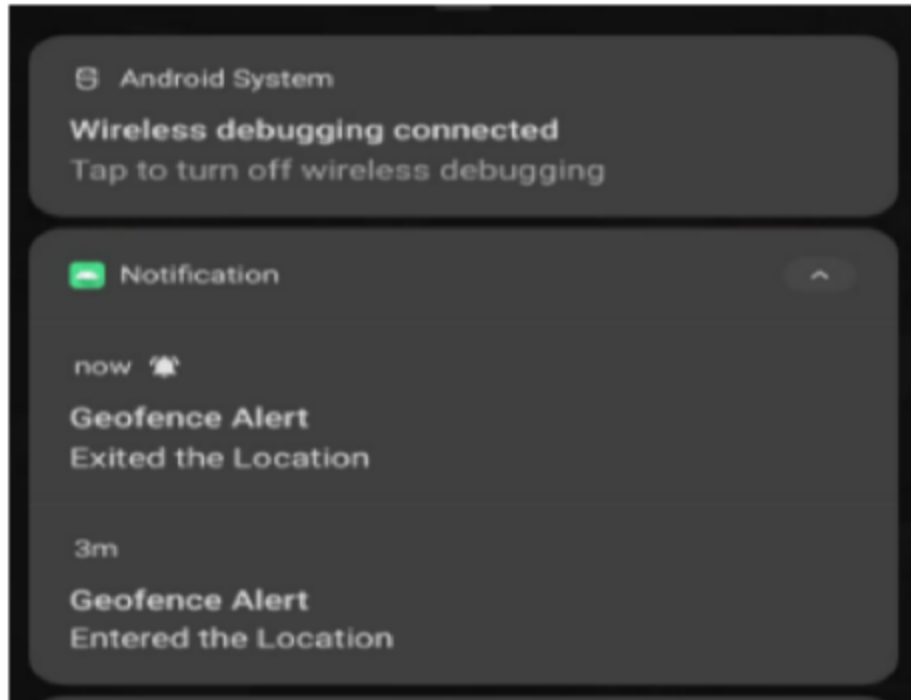 Android System
Wireless debugging connected
Tap to turn off wireless debugging
Notification
now
Geofence Alert
Exited the Location
3m
Geofence Alert
Entered the Location